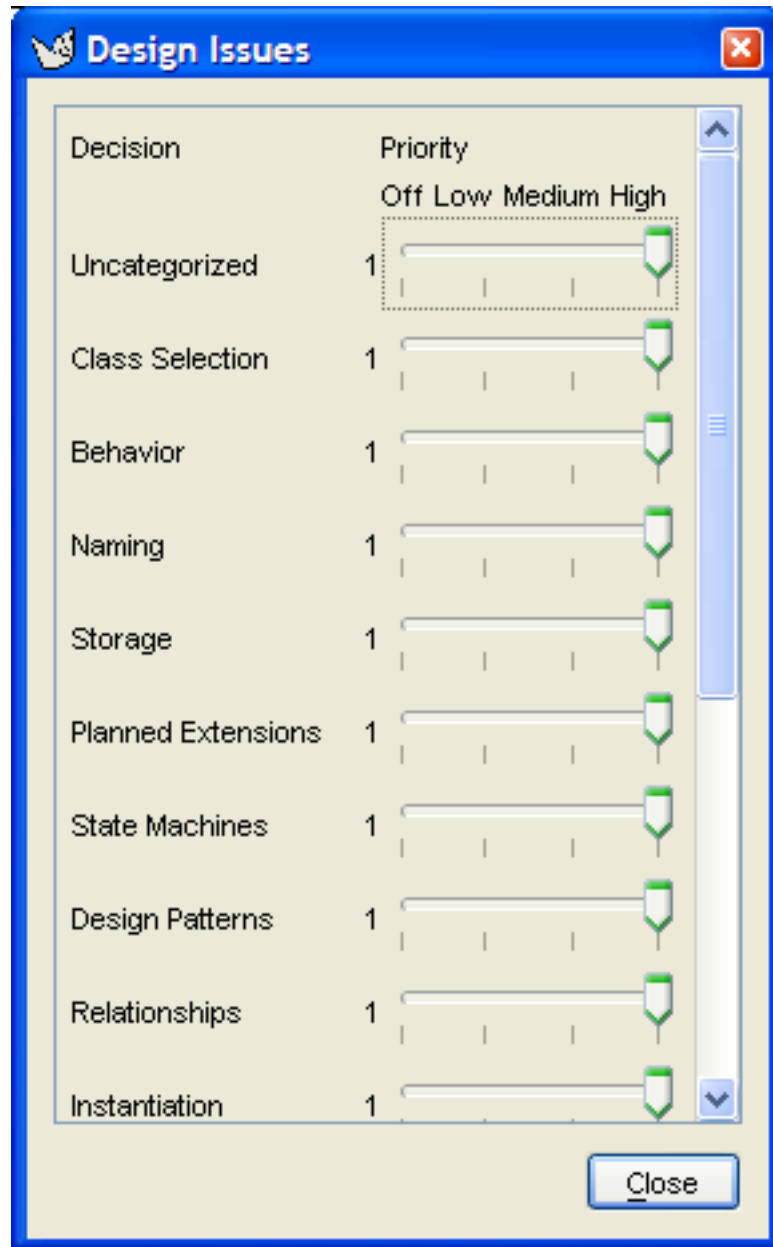 Design Issues
Decision Priority
Off Low Medium High
Uncategorized 1
Class Selection 1
Behavior 1
Naming 1
Storage 1
Planned Extensions 1
State Machines 1
Design Patterns 1
Relationships 1
Instantiation 1
Close